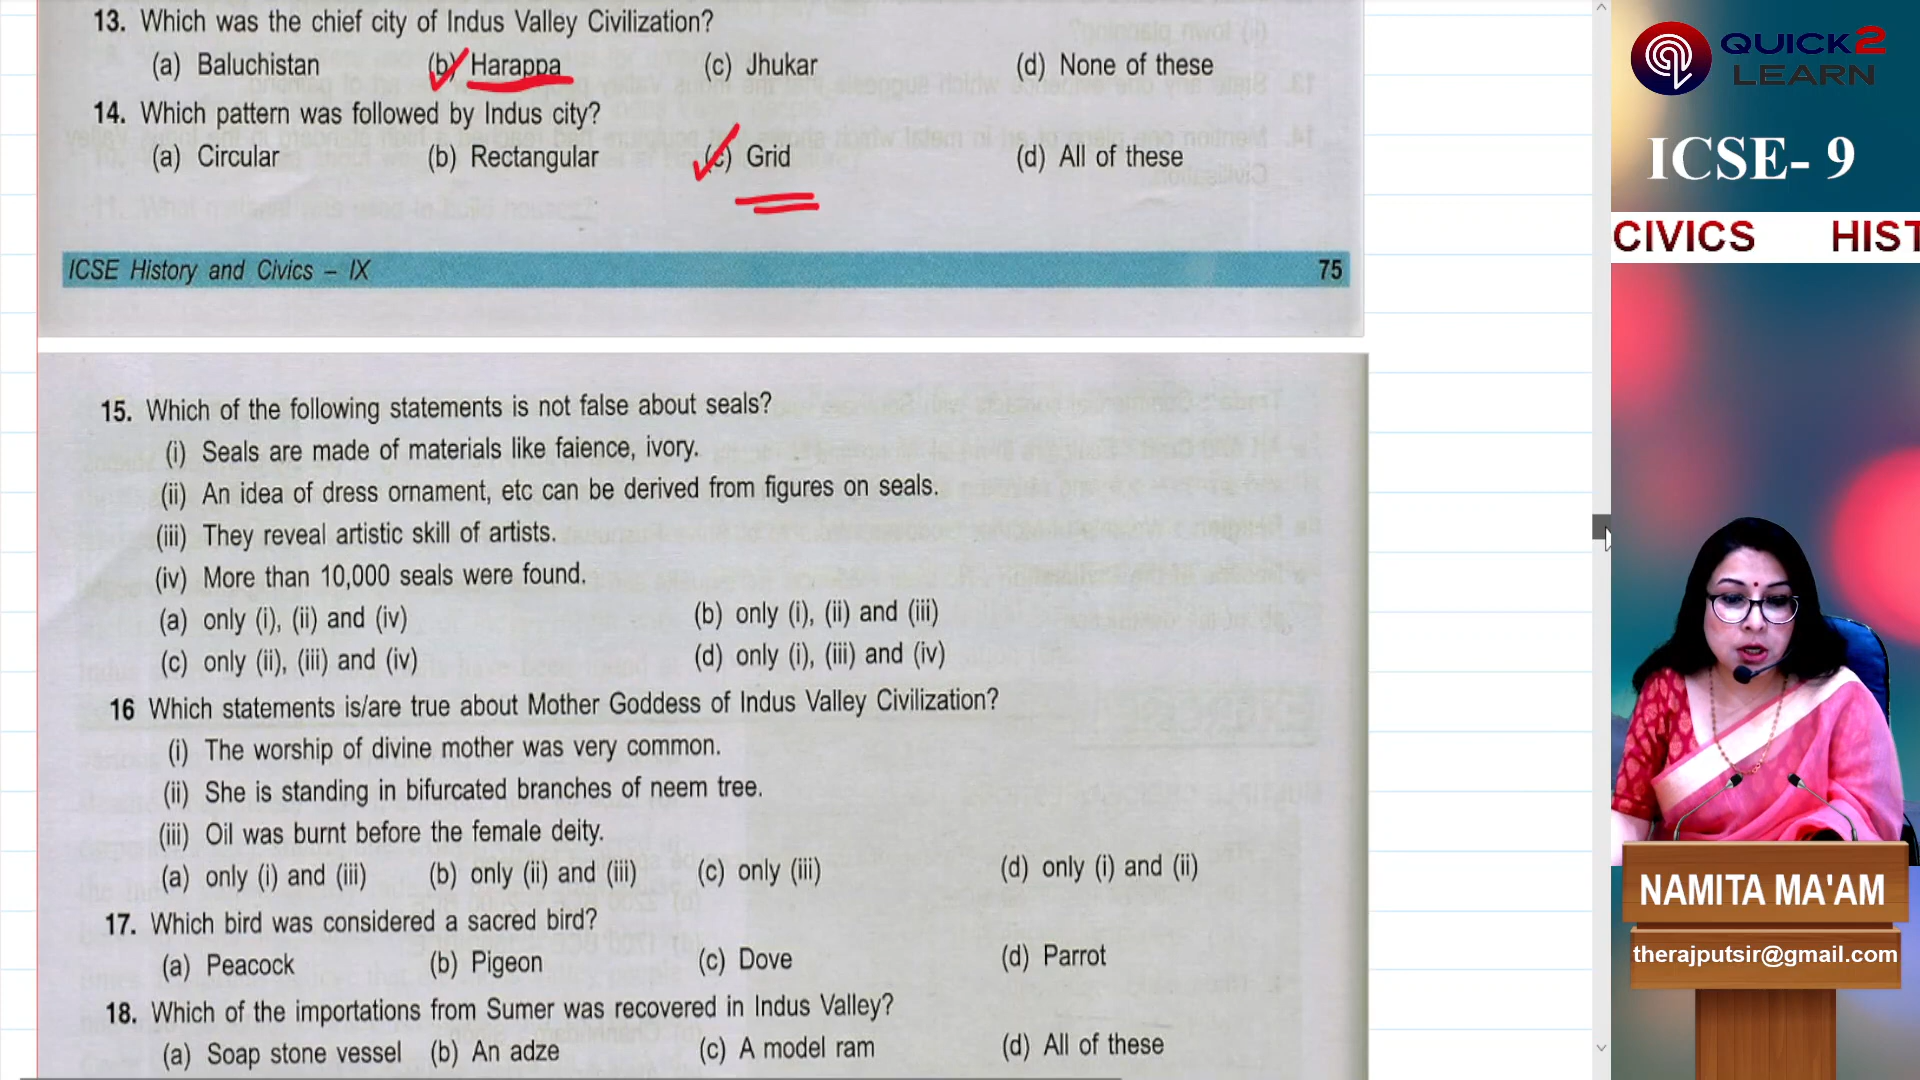 13. Which was the chief city of Indus Valley Civilization?
(a) Baluchistan (b) Harappa (c) Jhukar (d) None of these
14. Which pattern was followed by Indus city?
(a) Circular (b) Rectangular (c) Grid (d) All of these
ICSE History and Civics – IX 75
15. Which of the following statements is not false about seals?
(i) Seals are made of materials like faience, ivory.
(ii) An idea of dress ornament, etc can be derived from figures on seals.
(iii) They reveal artistic skill of artists.
(iv) More than 10,000 seals were found.
(a) only (i), (ii) and (iv) (b) only (i), (ii) and (iii)
(c) only (ii), (iii) and (iv) (d) only (i), (iii) and (iv)
16 Which statements is/are true about Mother Goddess of Indus Valley Civilization?
(i) The worship of divine mother was very common.
(ii) She is standing in bifurcated branches of neem tree.
(iii) Oil was burnt before the female deity.
(a) only (i) and (iii) (b) only (ii) and (iii) (c) only (iii) (d) only (i) and (ii)
17. Which bird was considered a sacred bird?
(a) Peacock (b) Pigeon (c) Dove (d) Parrot
18. Which of the importations from Sumer was recovered in Indus Valley?
(a) Soap stone vessel (b) An adze (c) A model ram (d) All of these
QUICK2
LEARN
ICSE- 9
CIVICS HIST
NAMITA MA'AM
therajputsir@gmail.com